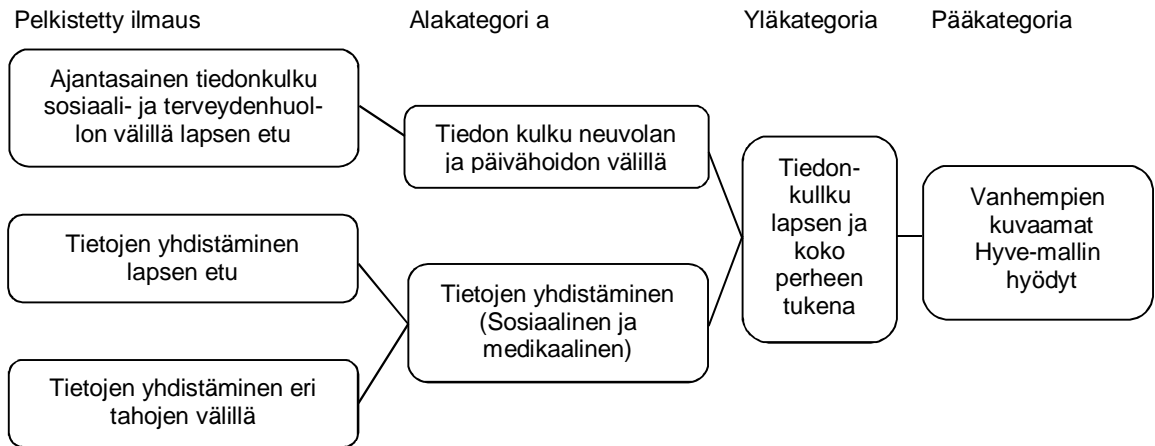 Pelkistetty ilmaus
Alakategori a
Yläkategoria
Pääkategoria
Ajantasainen tiedonkulku
sosiaali- ja terveydenhuol-
lon välillä lapsen etu
Tietojen yhdistäminen
lapsen etu
Tietojen yhdistäminen eri
tahojen välillä
Tiedon kulku neuvolan
ja päivähoidon välillä
Tietojen yhdistäminen
(Sosiaalinen ja
medikaalinen)
Tiedon-
kullku
lapsen ja
koko
perheen
tukena
Vanhempien
kuvaamat
Hyve-mallin
hyödyt